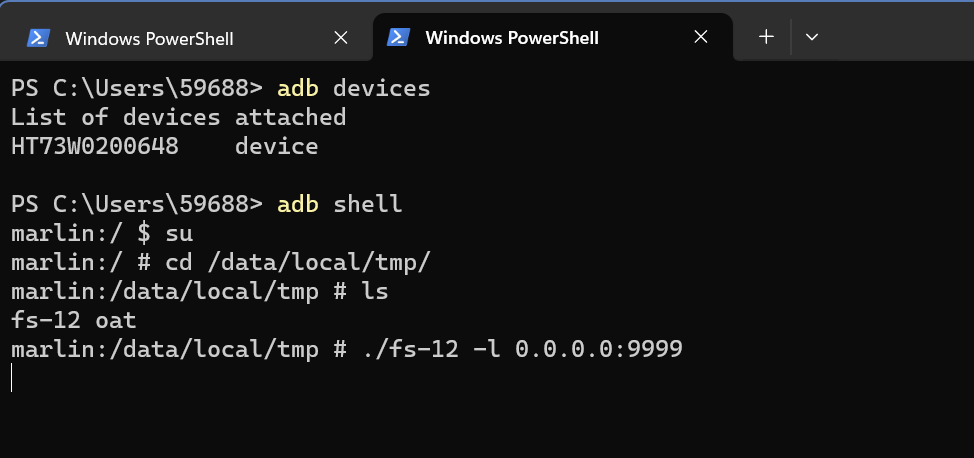 Windows PowerShell
Windows PowerShell
PS C:\Users\59688> adb devices
List of devices attached
HT73W0200648    device
PS C:\Users\59688> adb shell
marlin:/ $ su
marlin:/ # cd /data/local/tmp/
marlin:/data/local/tmp # ls
fs-12 oat
marlin:/data/local/tmp # ./fs-12 -l 0.0.0.0:9999